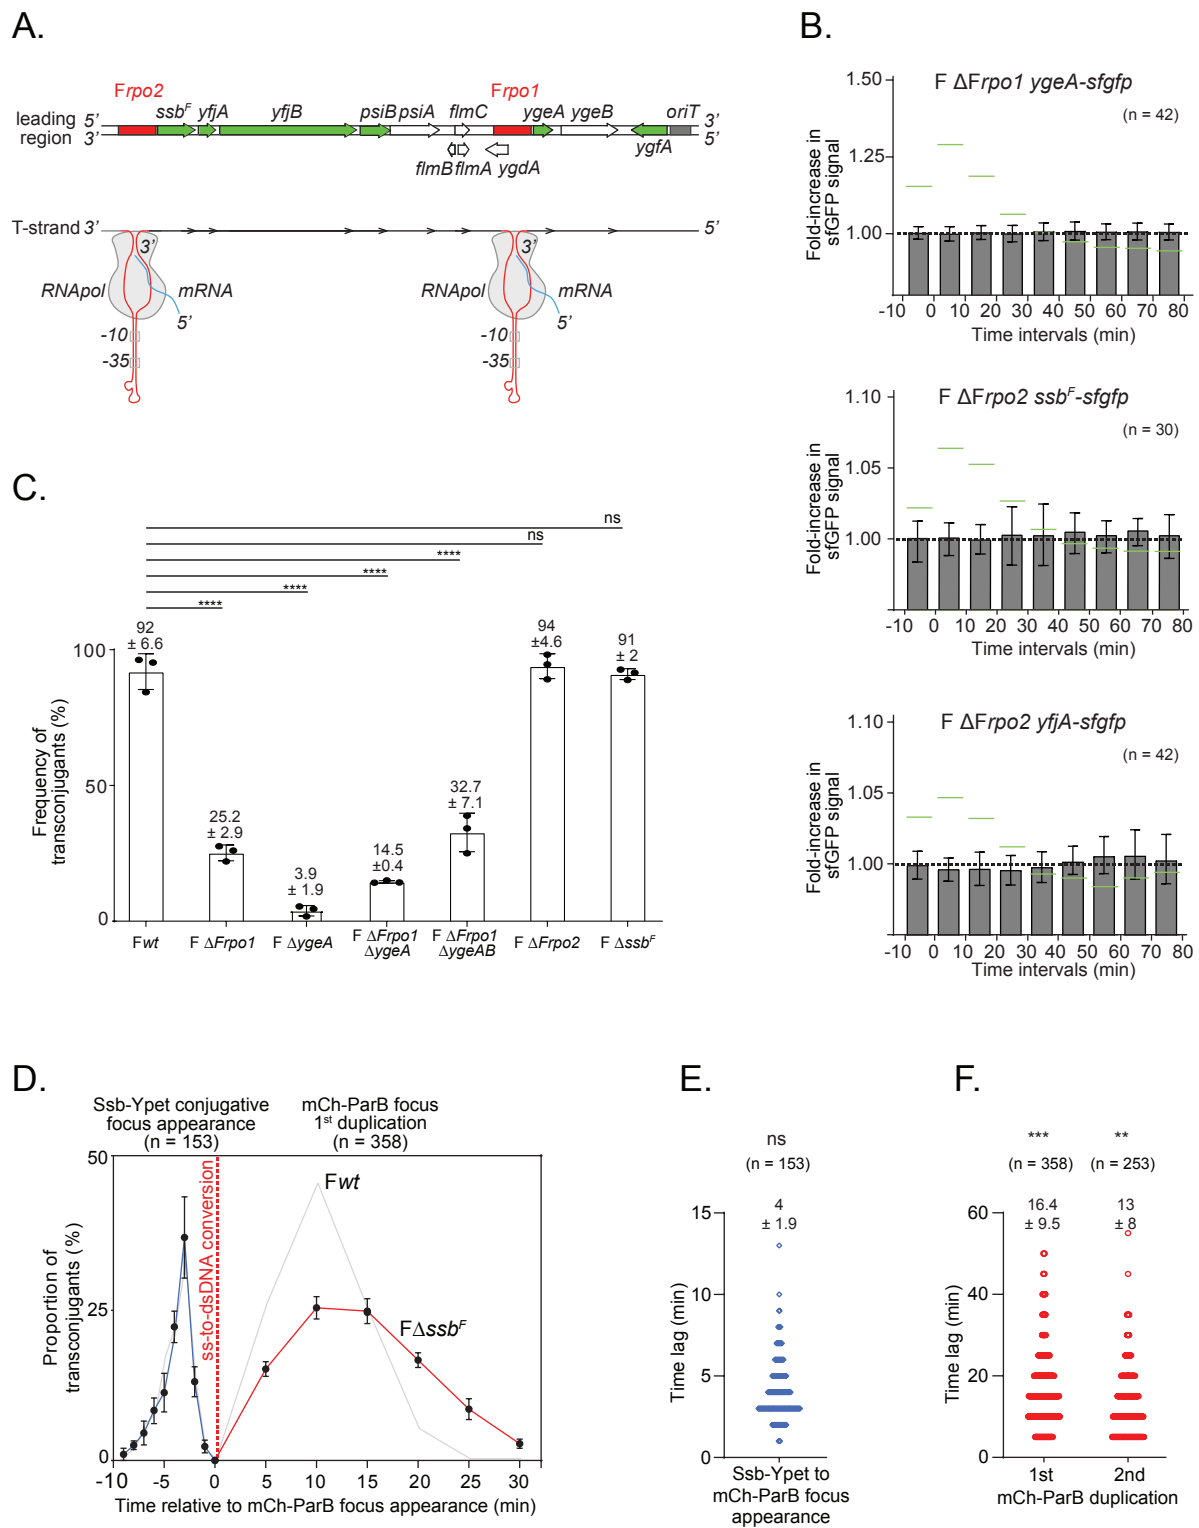 A.
Frpo2
Frpo1
ssbF yfjA yfjB psiB psiA flmC ygeA ygeB oriT
leading region
5' 3'
3' 5'
flmB flmA ygdA ygfA
T-strand 3' 5'
3' 3'
RNApol mRNA RNApol mRNA
5' 5'
-10 -10
-35 -35
B.
F ΔFrpo1 ygeA-sfgfp
(n = 42)
Fold-increase in
sfGFP signal
1.50
1.25
1.00
-10 0 10 20 30 40 50 60 70 80
Time intervals (min)
F ΔFrpo2 ssbF-sfgfp
(n = 30)
Fold-increase in
sfGFP signal
1.10
1.05
1.00
-10 0 10 20 30 40 50 60 70 80
Time intervals (min)
F ΔFrpo2 yfjA-sfgfp
(n = 42)
Fold-increase in
sfGFP signal
1.10
1.05
1.00
-10 0 10 20 30 40 50 60 70 80
Time intervals (min)
C.
ns
ns
****
****
****
****
Frequency of
transconjugants (%)
100
50
0
92
± 6.6
25.2
± 2.9
3.9
± 1.9
14.5
±0.4
32.7
± 7.1
94
±4.6
91
± 2
Fwt
F ΔFrpo1
F ΔygeA
F ΔFrpo1
ΔygeA
F ΔFrpo1
ΔygeAB
F ΔFrpo2
F ΔssbF
D.
Ssb-Ypet conjugative
focus appearance
(n = 153)
mCh-ParB focus
1st duplication
(n = 358)
Proportion of
transconjugants (%)
50
25
0
ss-to-dsDNA conversion
Fwt
FΔssbF
-10 -5 0 5 10 15 20 25 30
Time relative to mCh-ParB focus appearance (min)
E.
ns
(n = 153)
4
± 1.9
Time lag (min)
15
10
5
0
Ssb-Ypet to
mCh-ParB focus
appearance
F.
*** **
(n = 358) (n = 253)
16.4 13
± 9.5 ± 8
Time lag (min)
60
40
20
0
1st 2nd
mCh-ParB duplication